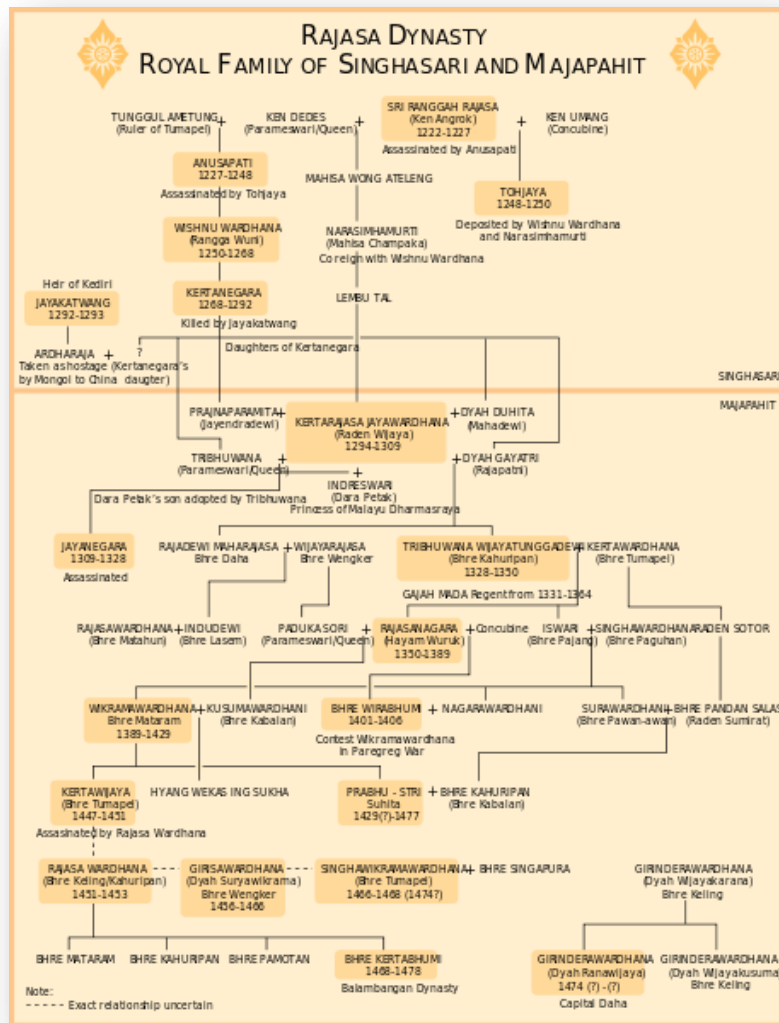 RAJASA DYNASTY
ROYAL FAMILY OF SINGHASARI AND MAJAPAHIT
TUNGGUL AMETUNG
(Ruler of Tumapel)
+
KEN DEDES
(Parameswari/Queen)
SRI RANGGAH RAJASA
(Ken Angrok)
1222-1227
+
KEN UMANG
(Concubine)
Assassinated by Anusapati
ANUSAPATI
1227-1248
Assassinated by Tohjaya
MAHISA WONG ATELENG
TOHJAYA
1248-1250
Deposited by Wishnu Wardhana
and Narasimhamurti
WISHNU WARDHANA
(Rangga Wuni)
1250-1268
NARASIMHAMURTI
(Mahisa Champaka)
Coreign with Wishnu Wardhana
Heir of Kediri
JAYAKATWANG
1292-1293
KERTANEGARA
1268-1292
Killed by Jayakatwang
LEMBU TAL
ARDHARAJA + ?
Taken as hostage (Kertanegara's
by Mongol to China daugter)
Daughters of Kertanegara
SINGHASARI
MAJAPAHIT
PRAJNAPARAMITA +
(Jayendradewi)
KERTARAJASA JAYAWARDHANA
(Raden Wijaya)
1294-1309
+ DYAH DUHITA
(Mahadewi)
TRIBHUWANA +
(Parameswari/Queen)
+ DYAH GAYATRI
(Rajapatni)
+
INDRESWARI
(Dara Petak)
Princess of Malayu Dharmasraya
Dara Petak's son adopted by Tribhuwana
JAYANEGARA
1309-1328
Assassinated
RAJADEWI MAHARAJASA + WIJAYARAJASA
Bhre Daha Bhre Wengker
TRIBHUWANA WIJAYATUNGGADEWI + KERTAWARDHANA
(Bhre Kahuripan) (Bhre Tumapel)
1328-1350
GAJAH MADA Regent from 1331-1364
RAJASAWARDHANA + INDUDEWI
(Bhre Matahun) (Bhre Lasem)
PADUKA SORI +
(Parameswari/Queen)
RAJASANAGARA
(Hayam Wuruk)
1350-1389
+ Concubine
ISWARI + SINGHAWARDHANA
(Bhre Pajang) (Bhre Paguhan)
RADEN SOTOR
WIKRAMAWARDHANA + KUSUMAWARDHANI
Bhre Mataram (Bhre Kabalan)
1389-1429
BHRE WIRABHUMI + NAGARAWARDHANI
1401-1406
Contest Wikramawardhana
in Paregreg War
SURAWARDHANI + BHRE PANDAN SALAS
(Bhre Pawan-awan) (Raden Sumirat)
KERTAWIJAYA
(Bhre Tumapel)
1447-1451
Assasinated by Rajasa Wardhana
HYANG WEKAS ING SUKHA
PRABHU - STRI + BHRE KAHURIPAN
Suhita (Bhre Kabalan)
1429(?)-1477
RAJASA WARDHANA
(Bhre Keling/Kahuripan)
1451-1453
GIRISAWARDHANA
(Dyah Suryawikrama)
Bhre Wengker
1456-1466
SINGHAWIKRAMAWARDHANA + BHRE SINGAPURA
(Bhre Tumapel)
1466-1468 (1474?)
GIRINDERAWARDHANA
(Dyah Wijayakarana)
Bhre Keling
BHRE MATARAM
BHRE KAHURIPAN
BHRE PAMOTAN
BHRE KERTABHUMI
1468-1478
Balambangan Dynasty
GIRINDERAWARDHANA
(Dyah Ranawijaya)
1474 (?) -(?)
Capital Daha
GIRINDERAWARDHANA
(Dyah Wijayakusuma)
Bhre Keling
Note:
----- Exact relationship uncertain